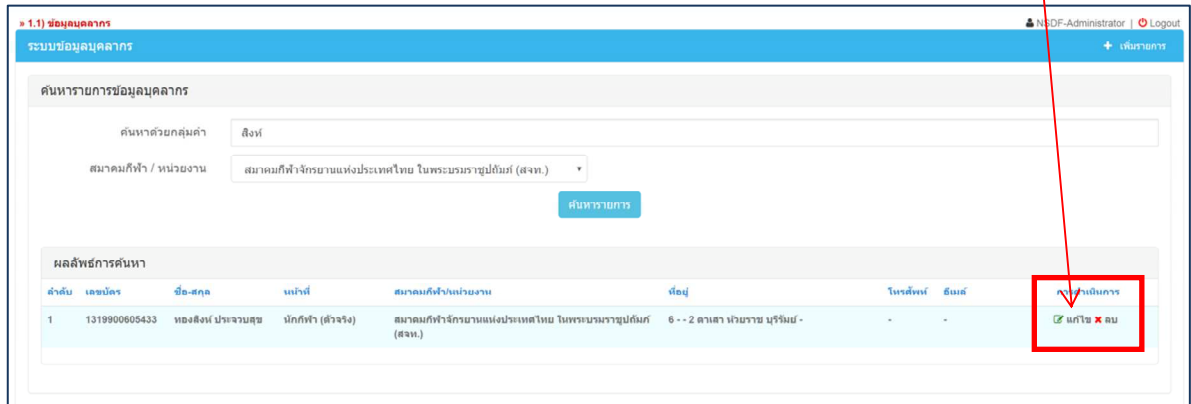 » 1.1) ข้อมูลบุคลากร
NSDF-Administrator | Logout
ระบบข้อมูลบุคลากร
+ เพิ่มรายการ
ค้นหารายการข้อมูลบุคลากร
ค้นหาด้วยกลุ่มคำ สิงห์
สมาคมกีฬา / หน่วยงาน สมาคมกีฬาจักรยานแห่งประเทศไทย ในพระบรมราชูปถัมภ์ (สจท.)
ค้นหารายการ
ผลลัพธ์การค้นหา
ลำดับ เลขบัตร ชื่อ-สกุล หน้าที่ สมาคมกีฬา/หน่วยงาน ที่อยู่ โทรศัพท์ อีเมล์ การดำเนินการ
1 1319900605433 ทองสิงห์ ประจวบสุข นักกีฬา (ตัวจริง) สมาคมกีฬาจักรยานแห่งประเทศไทย ในพระบรมราชูปถัมภ์ 6 - - 2 ตาเสา ห้วยราช บุรีรัมย์ - - - แก้ไข ลบ
(สจท.)